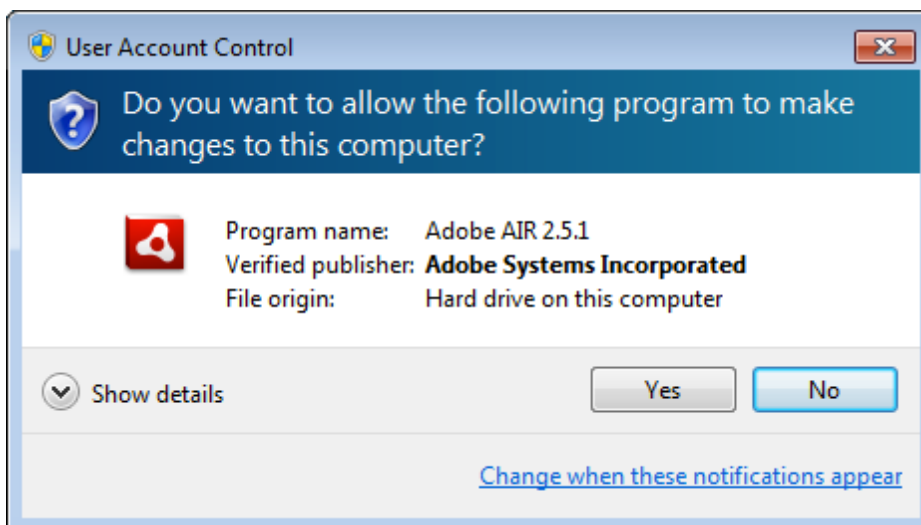 User Account Control
Do you want to allow the following program to make
changes to this computer?
Program name: Adobe AIR 2.5.1
Verified publisher: Adobe Systems Incorporated
File origin: Hard drive on this computer
Show details
Yes
No
Change when these notifications appear